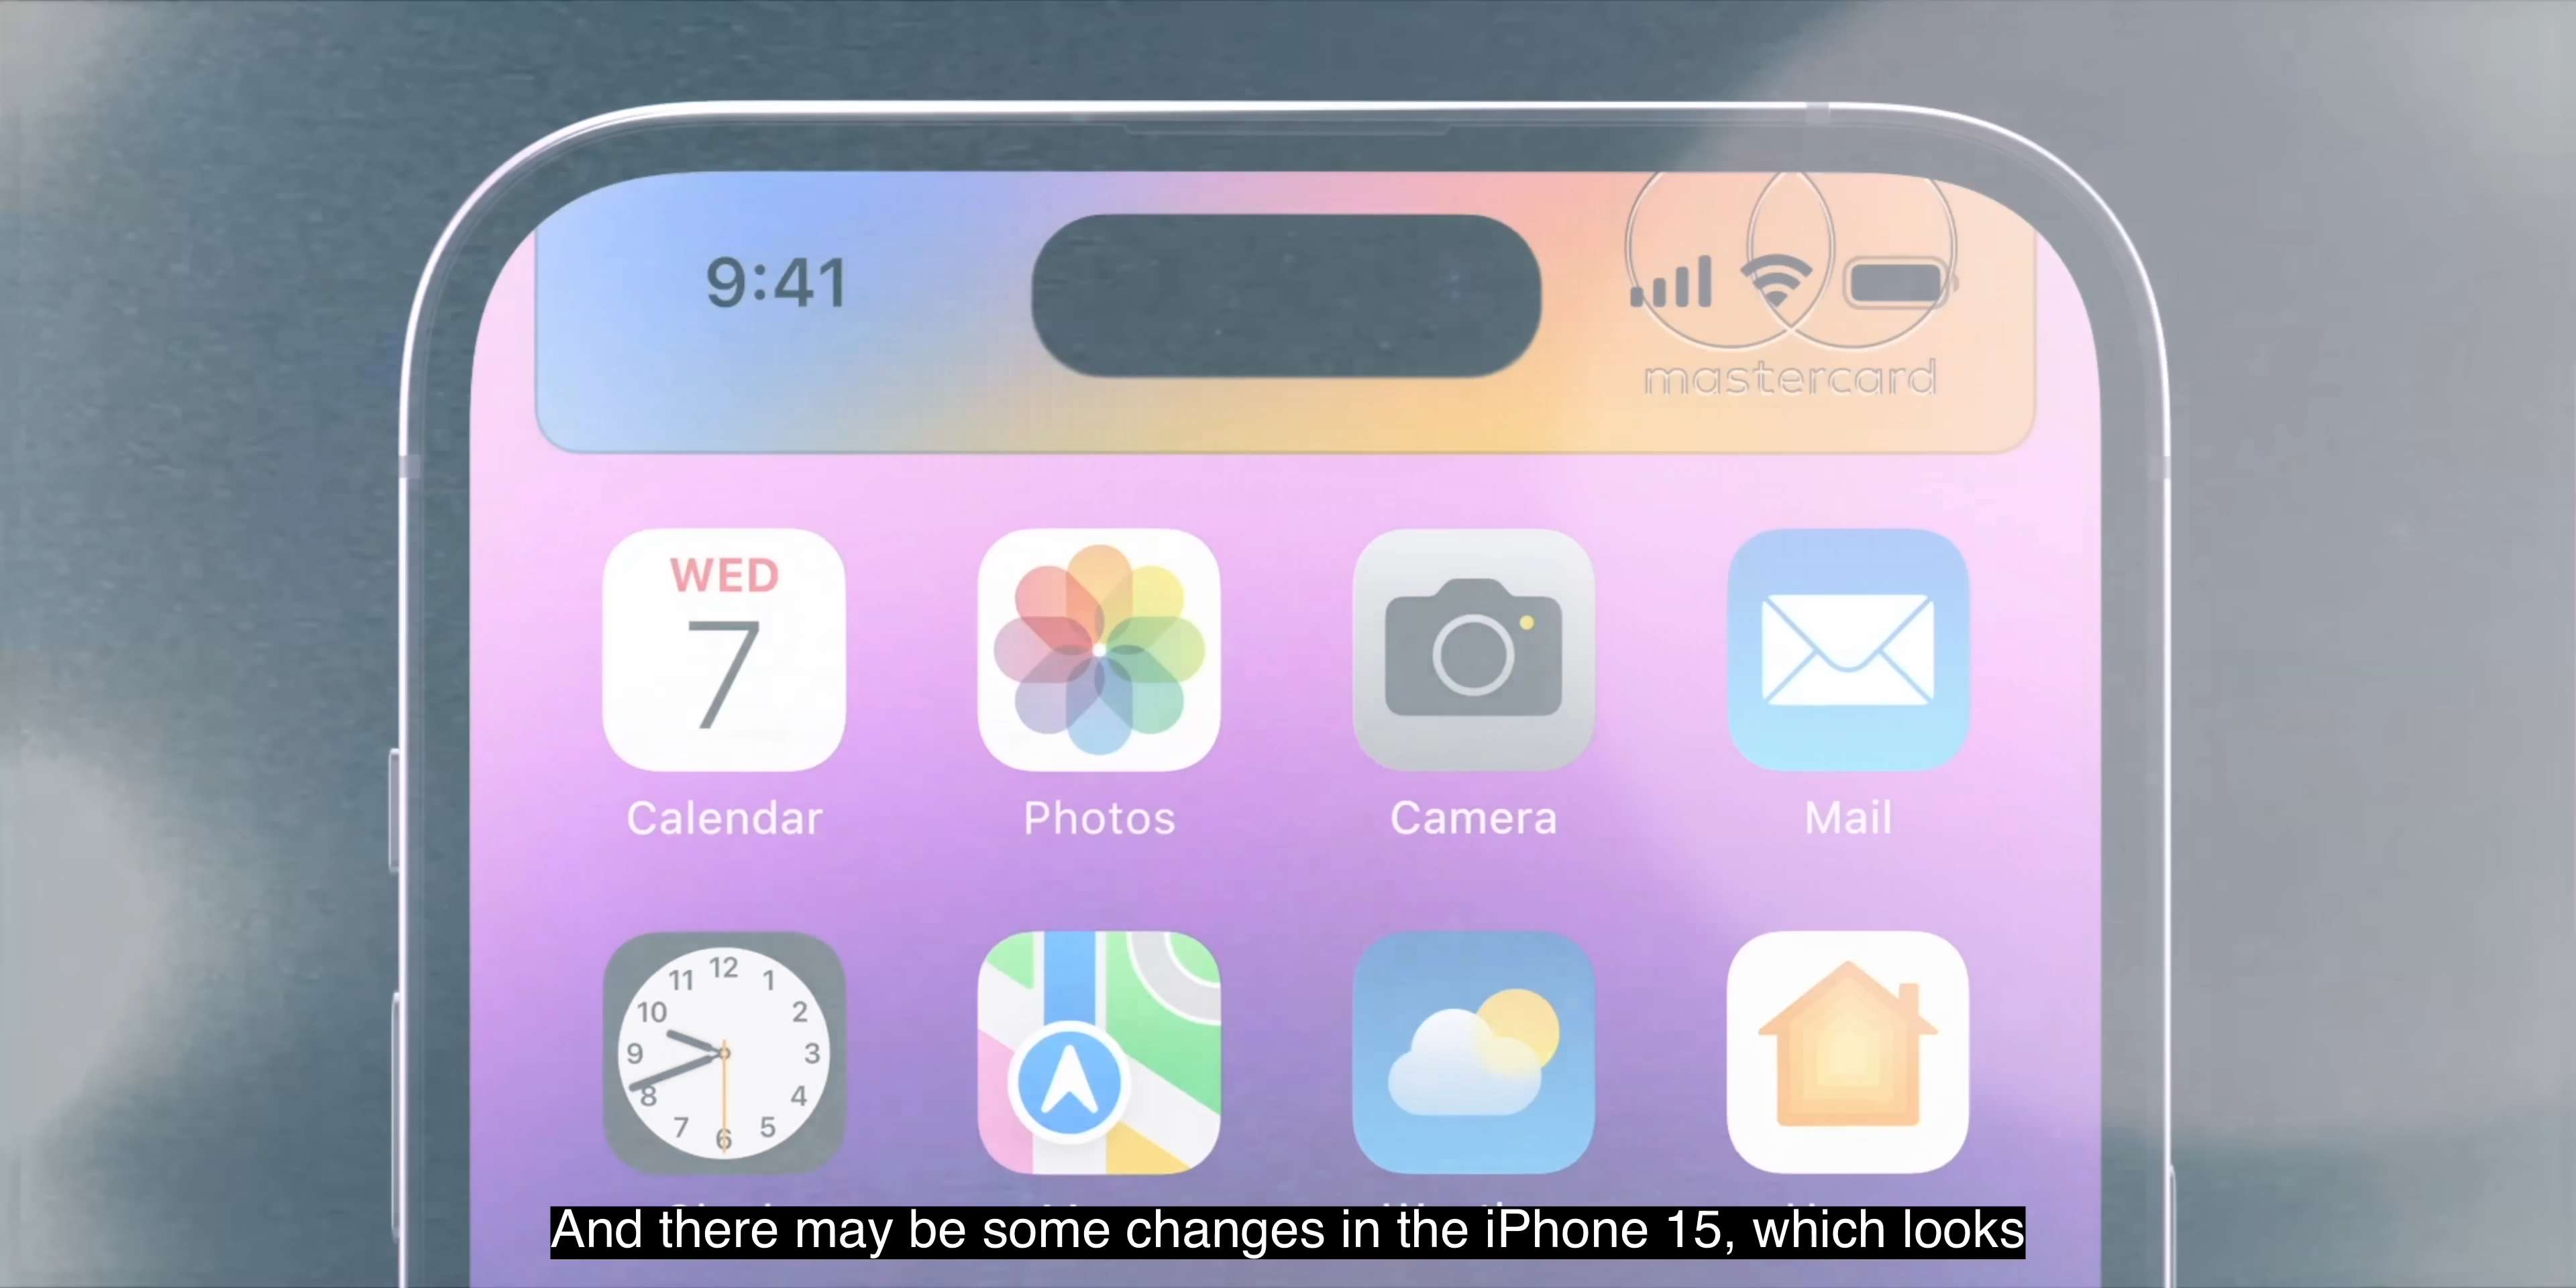 9:41
mastercard
WED
7
Calendar
Photos
Camera
Mail
12
11 1
10 2
9 3
8 4
7 5
6
And there may be some changes in the iPhone 15, which looks